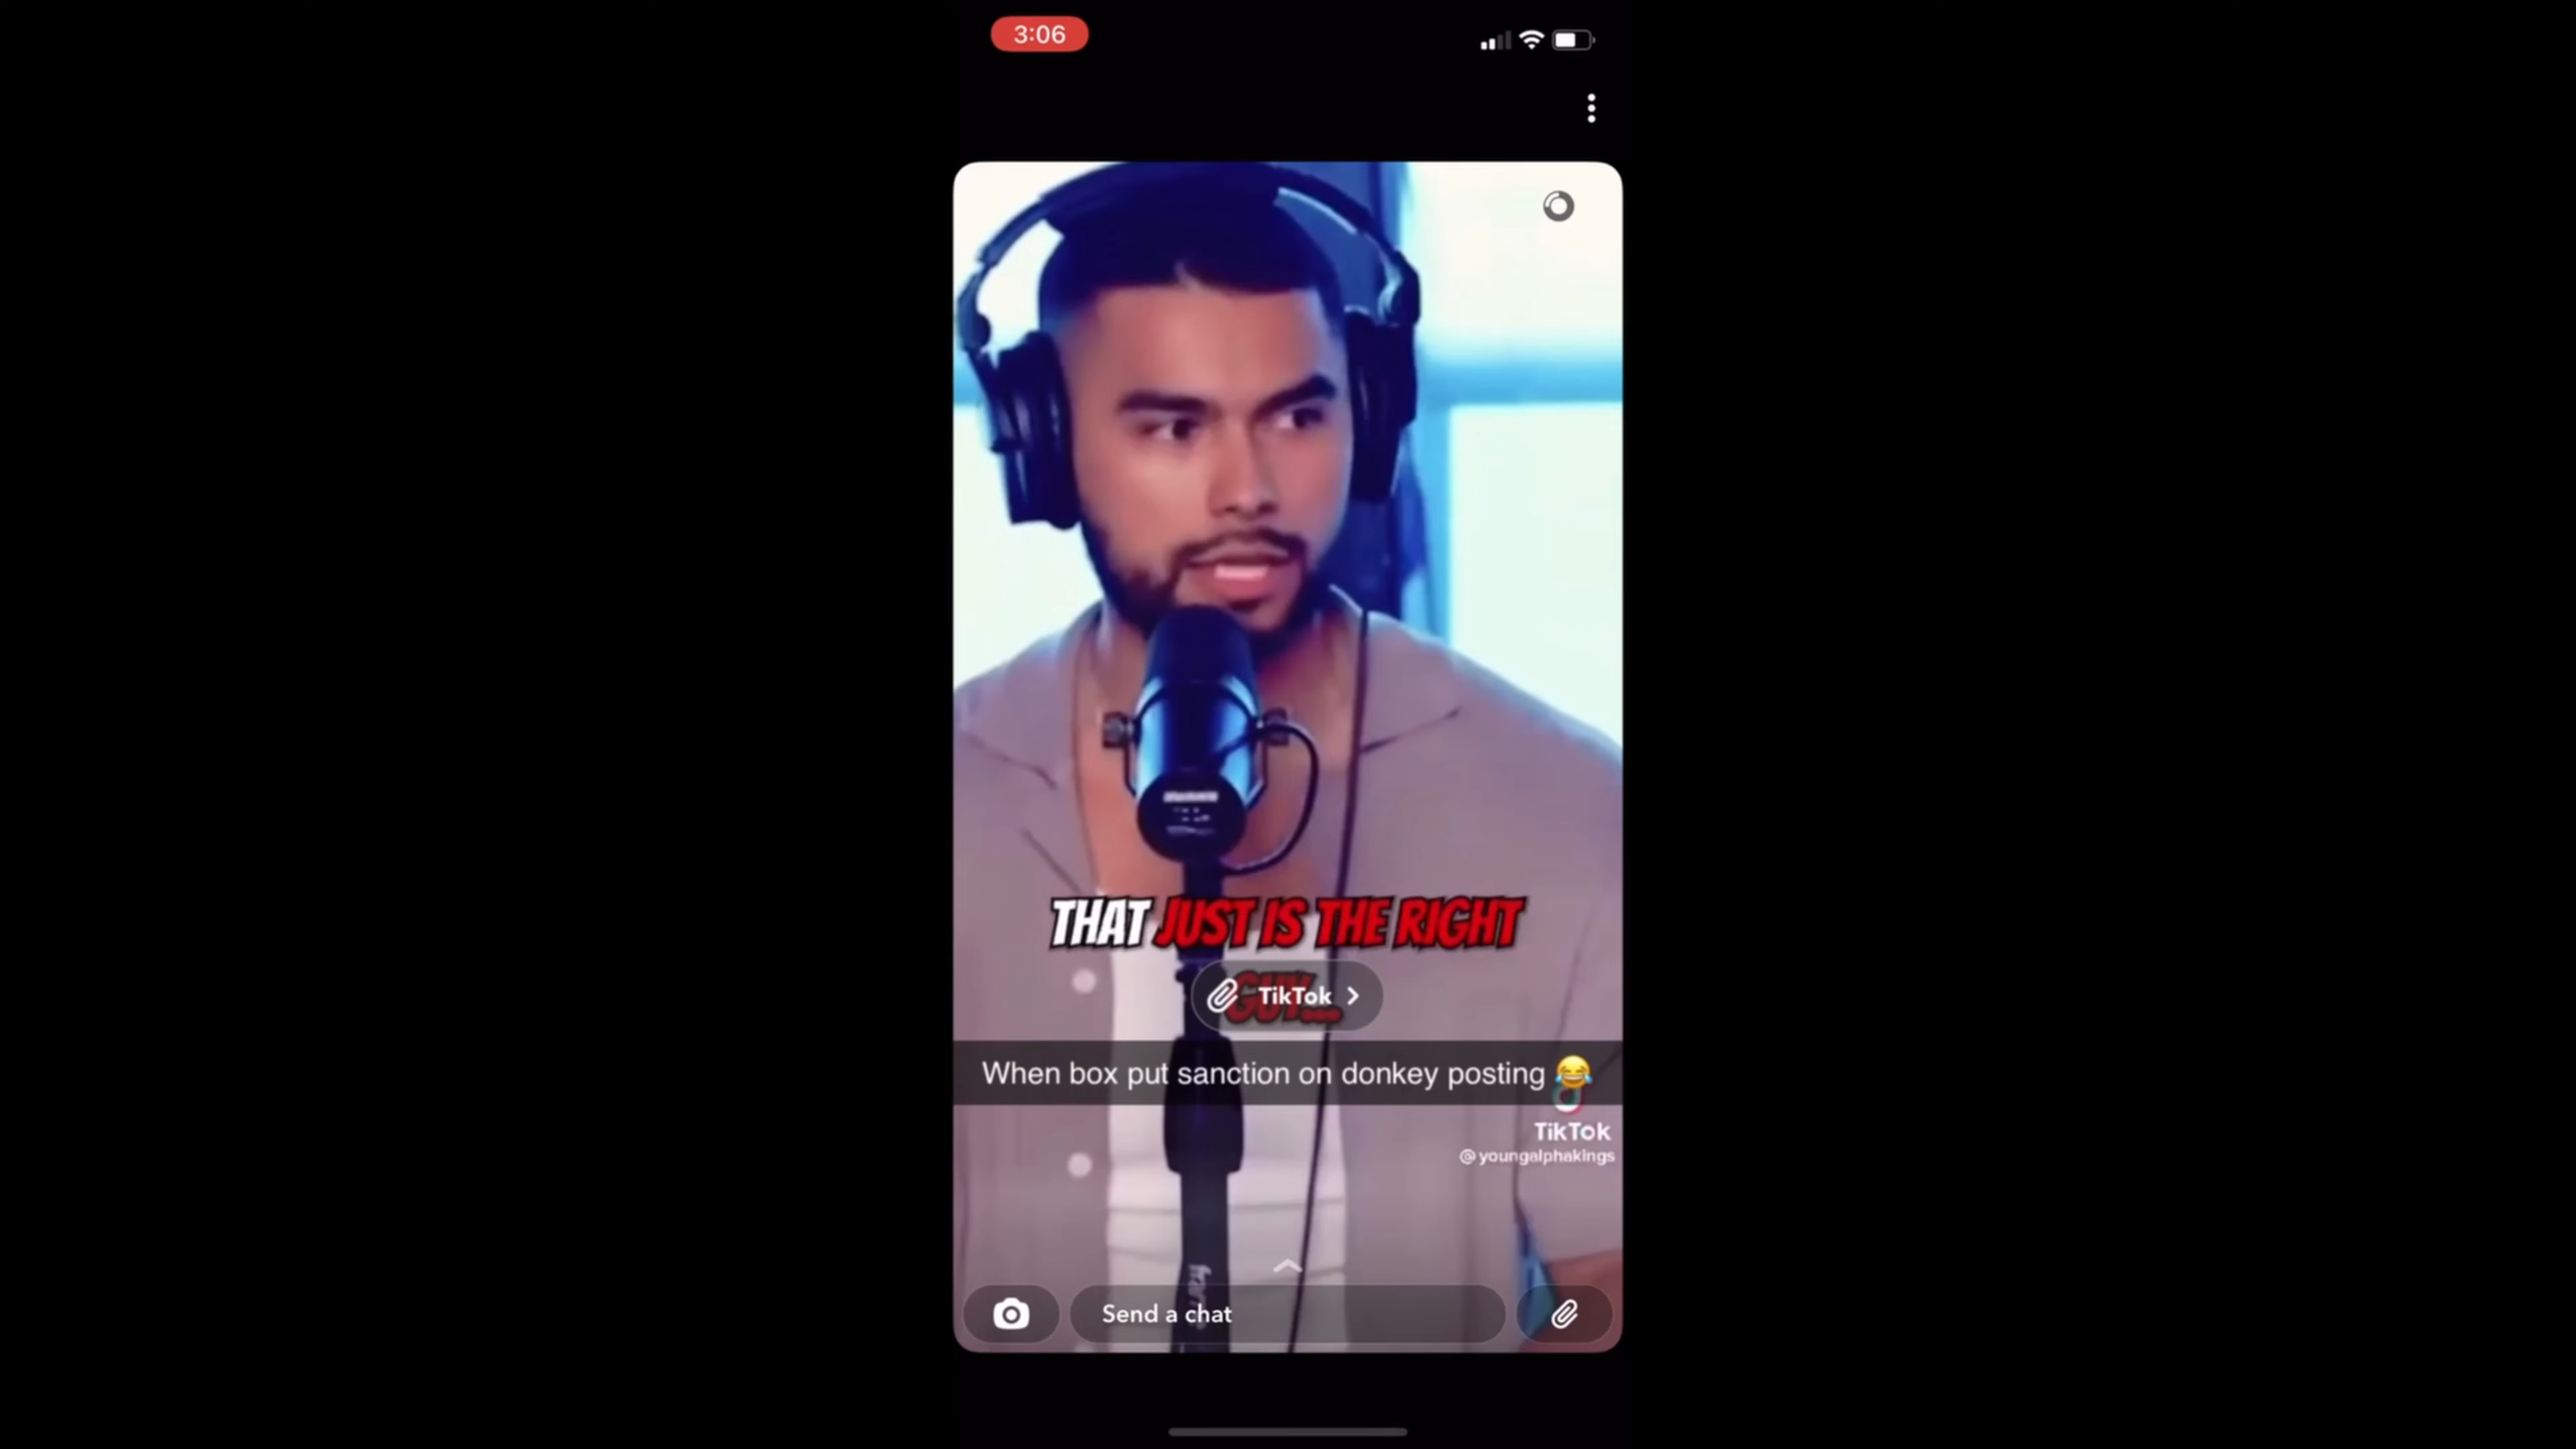 3:06
THAT JUST IS THE RIGHT
GUY...
TikTok
When box put sanction on donkey posting 😂
TikTok
@youngalphakings
Send a chat